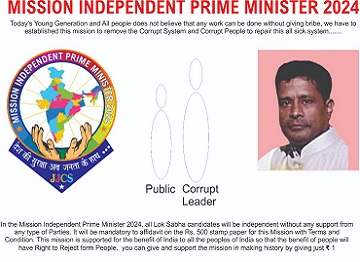 MISSION INDEPENDENT PRIME MINISTER 2024
Today's Young Generation and All people does not believe that any work can be done without giving bribe, we have to
established this mission to remove the Corrupt System and Corrupt People to repair this all sick system.......
MISSION INDEPENDENT PRIME MINISTER 2023
देश की सुरक्षा अब जनता के हाथ...
JJCS
Public Corrupt
Leader
In the Mission Independent Prime Minister 2024, all Lok Sabha candidates will be independent without any support from
any type of Parties. It will be mandatory to affidavit on Rs. 500 stamp paper for this Mission with Terms and
Condition. This mission is supported for the benefit of India to all the peoples of India so that the benefit of people will
have Right to Reject form People. you can give and support the mission in making history by giving just ₹ 1